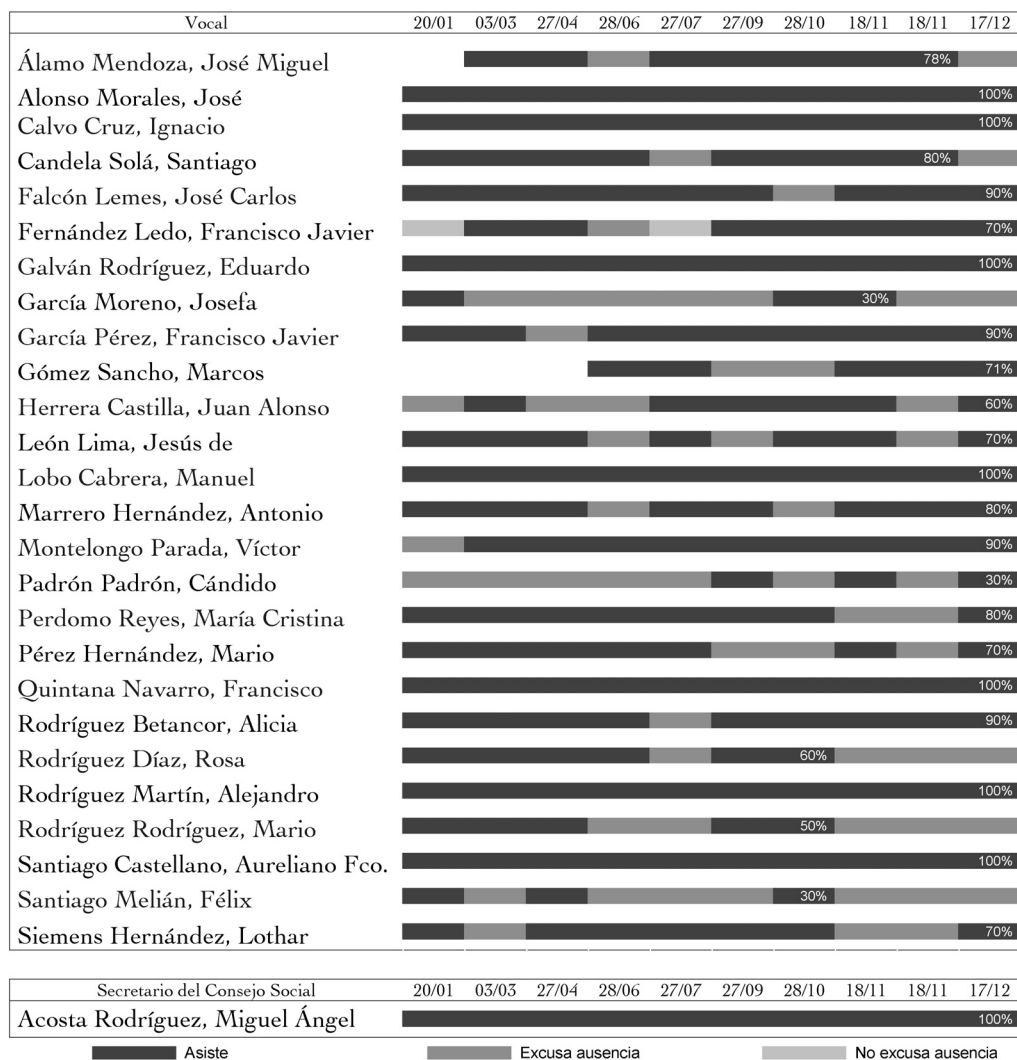 Vocal 20/01 03/03 27/04 28/06 27/07 27/09 28/10 18/11 18/11 17/12
Álamo Mendoza, José Miguel 78%
Alonso Morales, José 100%
Calvo Cruz, Ignacio 100%
Candela Solá, Santiago 80%
Falcón Lemes, José Carlos 90%
Fernández Ledo, Francisco Javier 70%
Galván Rodríguez, Eduardo 100%
García Moreno, Josefa 30%
García Pérez, Francisco Javier 90%
Gómez Sancho, Marcos 71%
Herrera Castilla, Juan Alonso 60%
León Lima, Jesús de 70%
Lobo Cabrera, Manuel 100%
Marrero Hernández, Antonio 80%
Montelongo Parada, Víctor 90%
Padrón Padrón, Cándido 30%
Perdomo Reyes, María Cristina 80%
Pérez Hernández, Mario 70%
Quintana Navarro, Francisco 100%
Rodríguez Betancor, Alicia 90%
Rodríguez Díaz, Rosa 60%
Rodríguez Martín, Alejandro 100%
Rodríguez Rodríguez, Mario 50%
Santiago Castellano, Aureliano Fco. 100%
Santiago Melián, Félix 30%
Siemens Hernández, Lothar 70%
Secretario del Consejo Social 20/01 03/03 27/04 28/06 27/07 27/09 28/10 18/11 18/11 17/12
Acosta Rodríguez, Miguel Ángel 100%
Asiste Excusa ausencia No excusa ausencia